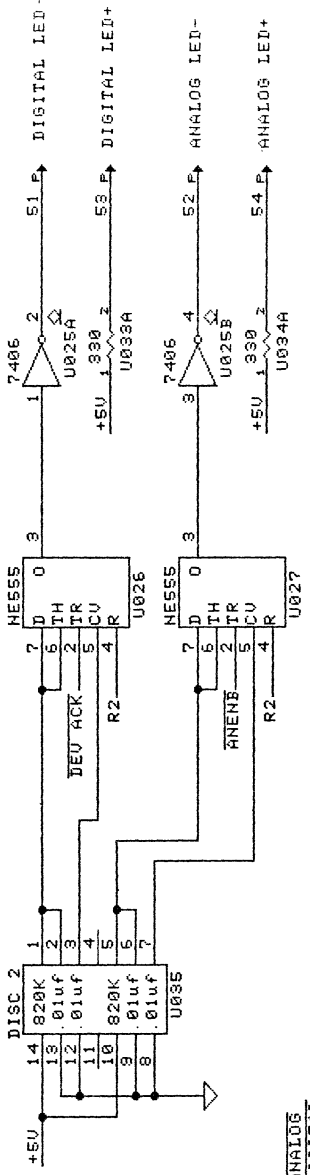 DISC 2
+5V
14 820K 1
13 .01uf 2
12 .01uf 3
11 4
10 820K 5
9 .01uf 6
8 .01uf 7
U035
NE555
7 D
6 TH
DEV ACK 2 TR
5 CV
R2 4 R
O 3
U026
7406
1 2
U025A
51 P DIGITAL LED-
+5V 1 330 2
U033A
53 P DIGITAL LED+
NE555
7 D
6 TH
ANENB 2 TR
5 CV
R2 4 R
O 3
U027
7406
3 4
U025B
52 P ANALOG LED-
+5V 1 330 2
U034A
54 P ANALOG LED+
NALOG